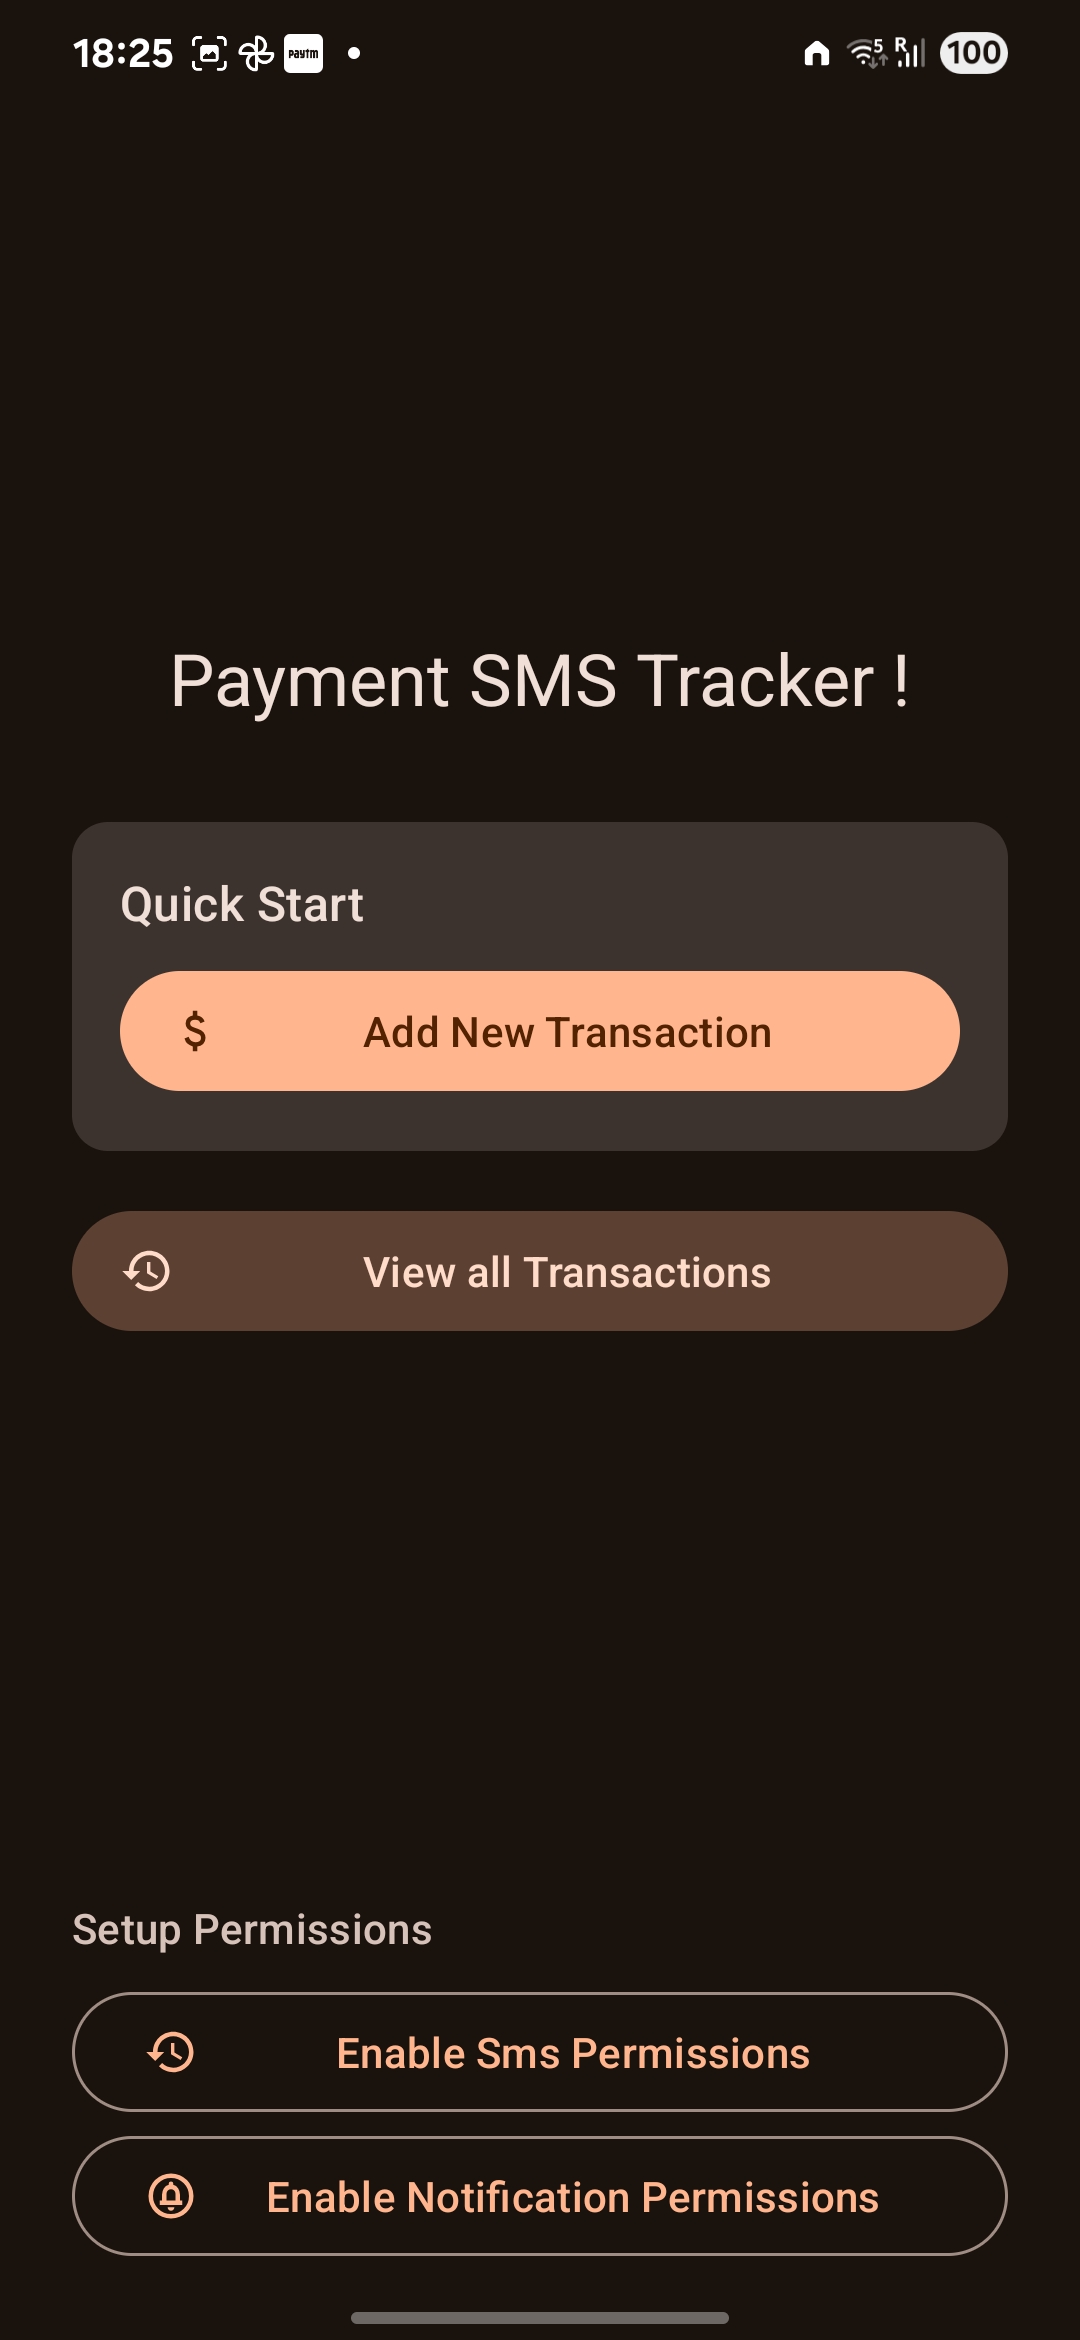 18:25 paytm 5 R 100
Payment SMS Tracker !
Quick Start
$ Add New Transaction
View all Transactions
Setup Permissions
Enable Sms Permissions
Enable Notification Permissions